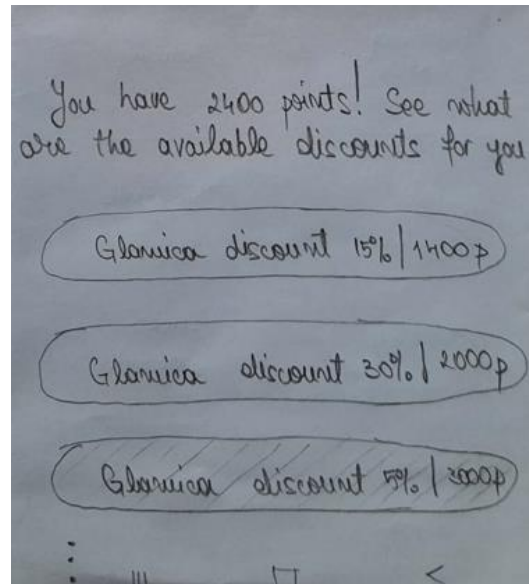 You have 2400 points! See what
are the available discounts for you
Glamica discount 15% | 1400p
Glamica discount 30% | 2000p
Glamica discount 5% | 3000p